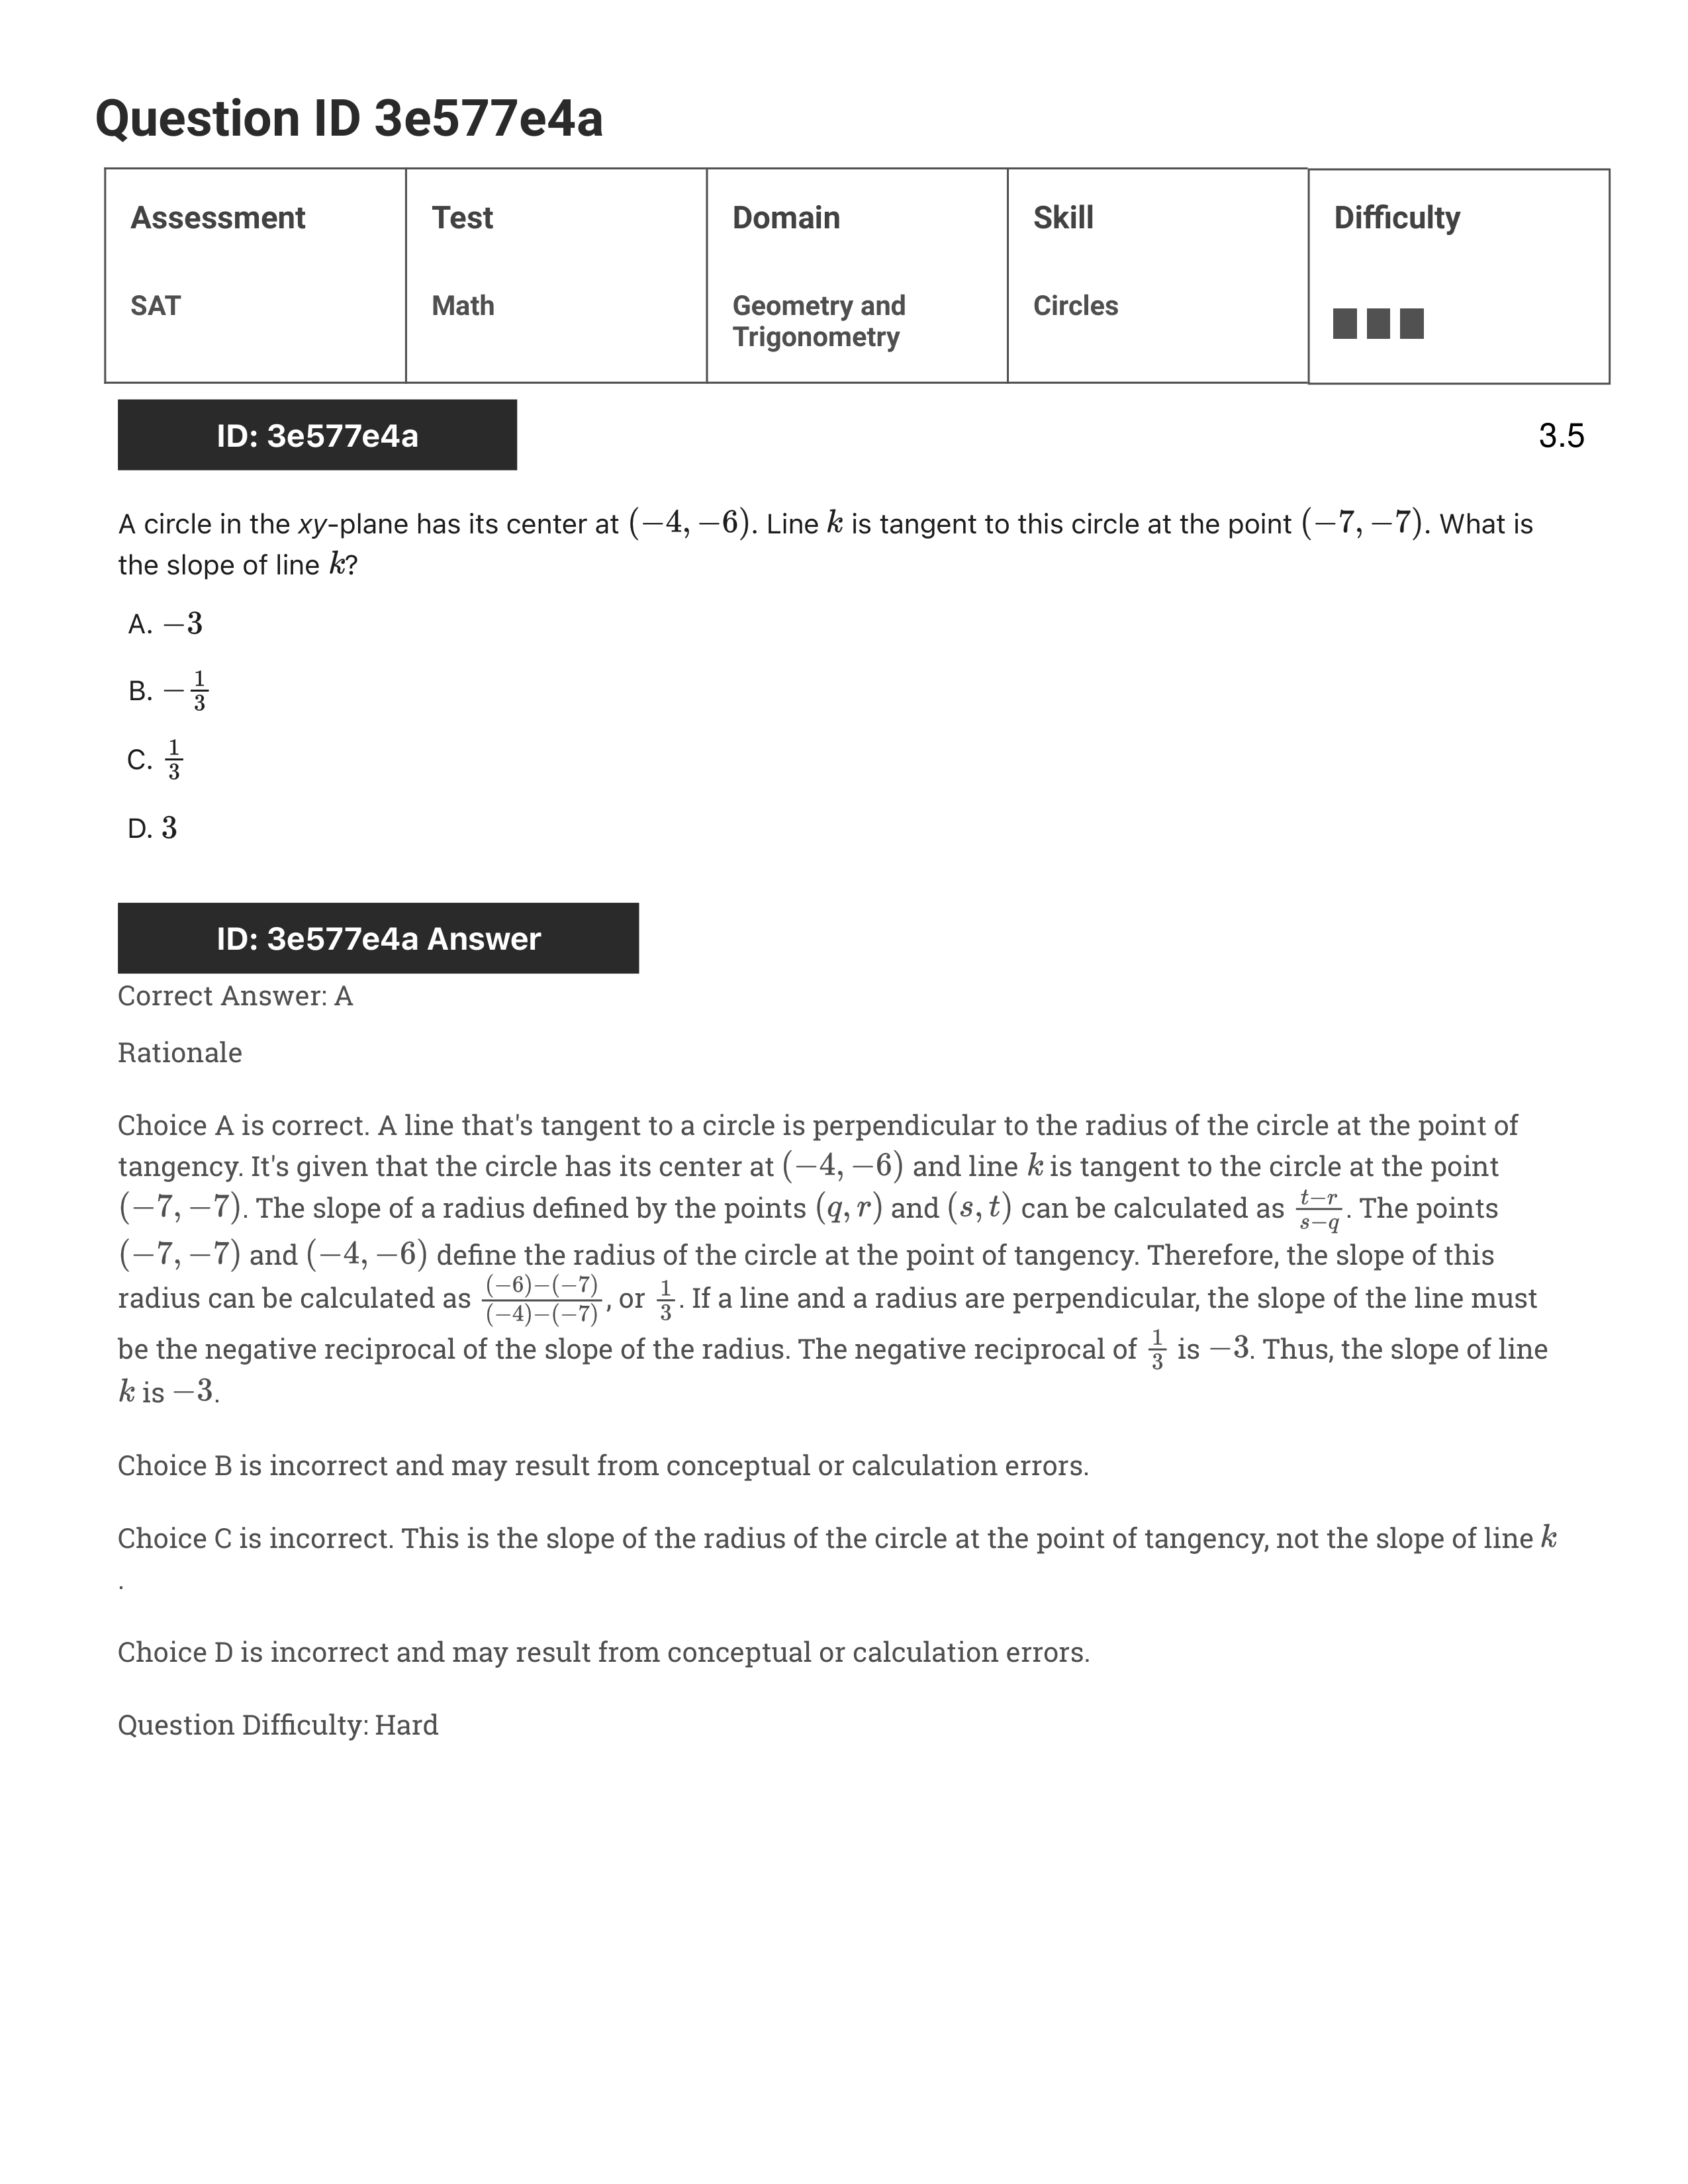 Question ID 3e577e4a
Assessment
Test
Domain
Skill
Difficulty
SAT
Math
Geometry and
Trigonometry
Circles
ID: 3e577e4a
3.5
A circle in the xy-plane has its center at (−4, −6). Line k is tangent to this circle at the point (−7, −7). What is
the slope of line k?
A. −3
B. −1/3
C. 1/3
D. 3
ID: 3e577e4a Answer
Correct Answer: A
Rationale
Choice A is correct. A line that's tangent to a circle is perpendicular to the radius of the circle at the point of
tangency. It's given that the circle has its center at (−4, −6) and line k is tangent to the circle at the point
(−7, −7). The slope of a radius defined by the points (q, r) and (s, t) can be calculated as t−r/s−q. The points
(−7, −7) and (−4, −6) define the radius of the circle at the point of tangency. Therefore, the slope of this
radius can be calculated as (−6)−(−7)/(−4)−(−7), or 1/3. If a line and a radius are perpendicular, the slope of the line must
be the negative reciprocal of the slope of the radius. The negative reciprocal of 1/3 is −3. Thus, the slope of line
k is −3.
Choice B is incorrect and may result from conceptual or calculation errors.
Choice C is incorrect. This is the slope of the radius of the circle at the point of tangency, not the slope of line k
.
Choice D is incorrect and may result from conceptual or calculation errors.
Question Difficulty: Hard